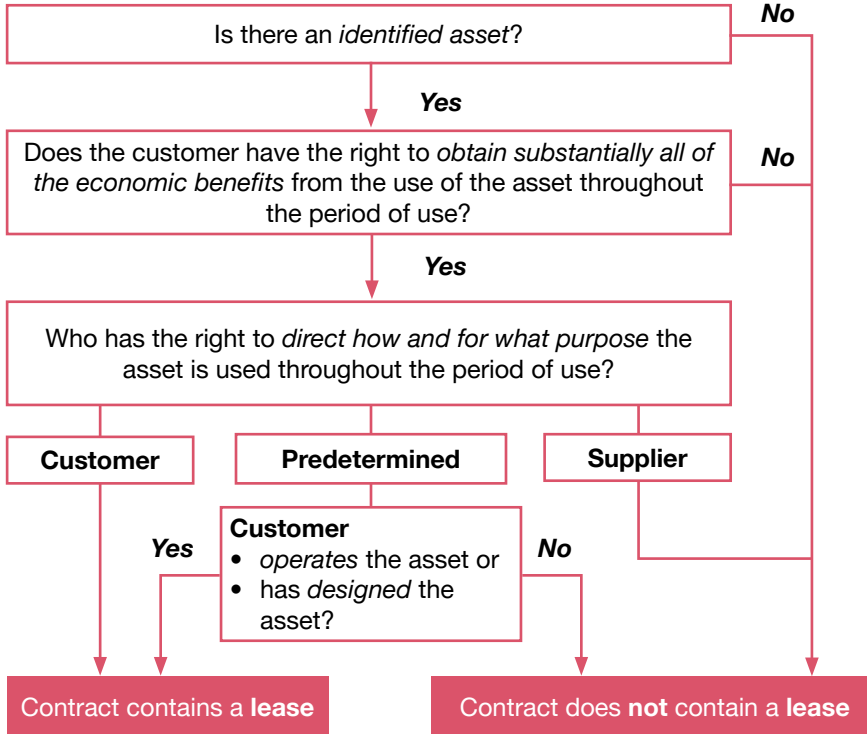 Is there an identified asset?
No
Yes
Does the customer have the right to obtain substantially all of
the economic benefits from the use of the asset throughout
the period of use?
No
Yes
Who has the right to direct how and for what purpose the
asset is used throughout the period of use?
Customer
Predetermined
Supplier
Yes
Customer
• operates the asset or
• has designed the
asset?
No
Contract contains a lease
Contract does not contain a lease